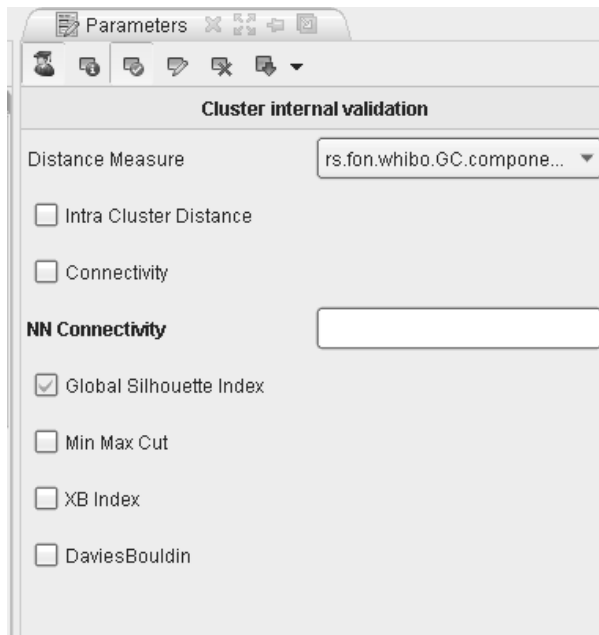 Parameters
Cluster internal validation
Distance Measure rs.fon.whibo.GC.compone...
Intra Cluster Distance
Connectivity
NN Connectivity
Global Silhouette Index
Min Max Cut
XB Index
DaviesBouldin